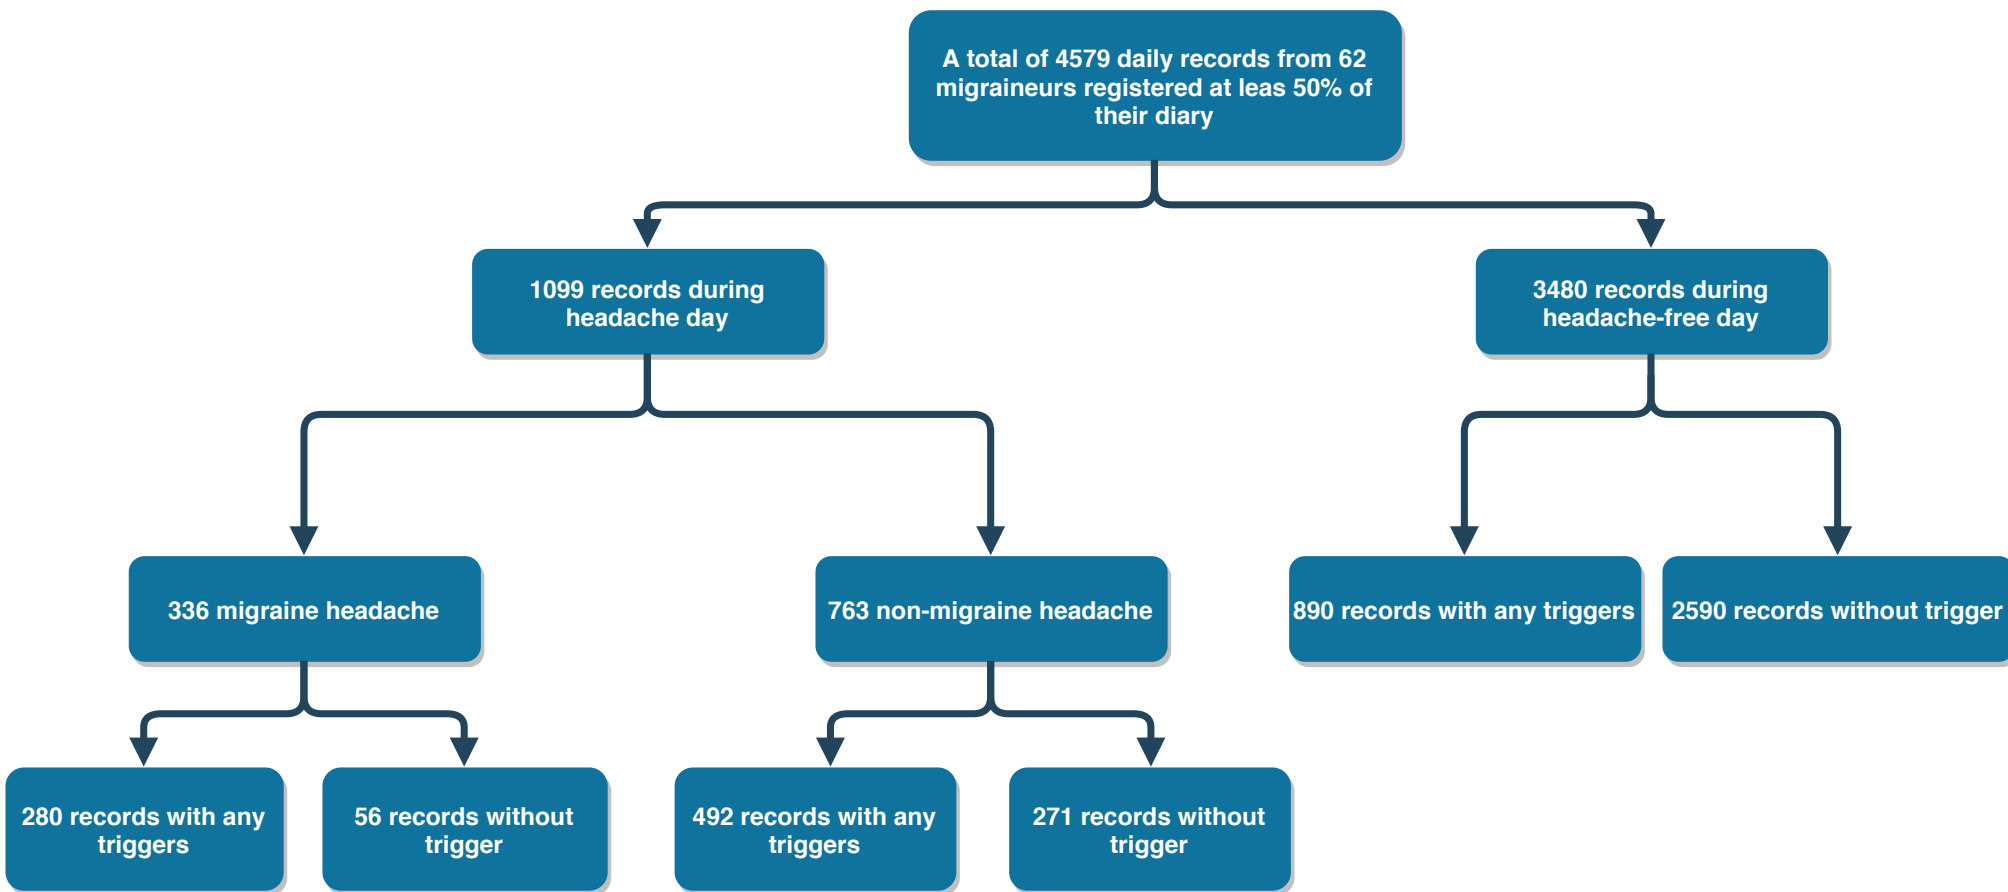 A total of 4579 daily records from 62
migraineurs registered at leas 50% of
their diary
1099 records during
headache day
3480 records during
headache-free day
336 migraine headache
763 non-migraine headache
890 records with any triggers
2590 records without trigger
280 records with any
triggers
56 records without
trigger
492 records with any
triggers
271 records without
trigger